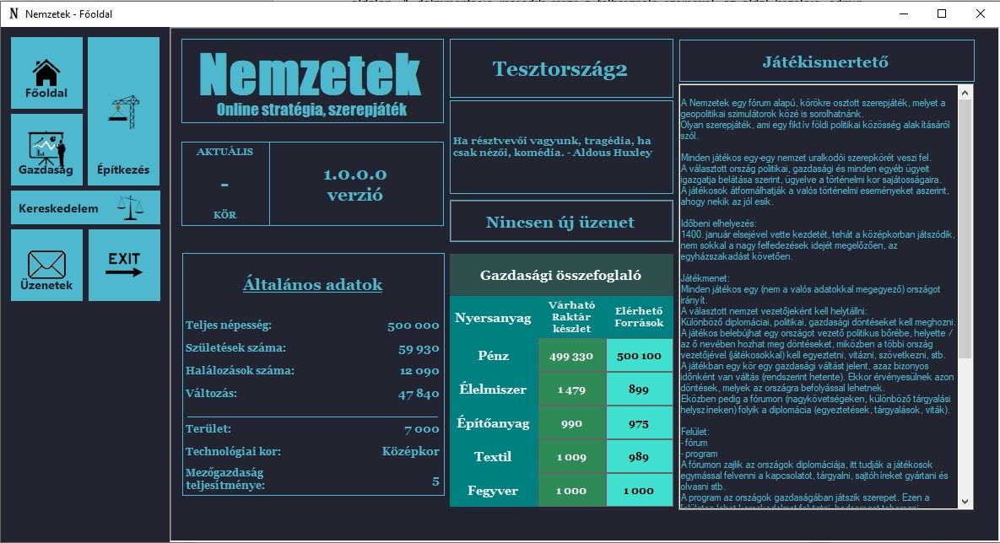 Nemzetek - Főoldal
Főoldal
Gazdaság
Építkezés
Kereskedelem
Üzenetek
EXIT
Nemzetek
Online stratégia, szerepjáték
AKTUÁLIS
-
KÖR
1.0.0.0
verzió
Általános adatok
Teljes népesség: 500 000
Születések száma: 59 930
Halálozások száma: 12 090
Változás: 47 840
Terület: 7 000
Technológiai kor: Középkor
Mezőgazdaság
teljesítménye: 5
Tesztország2
Ha résztvevői vagyunk, tragédia, ha
csak nézői, komédia. - Aldous Huxley
Nincsen új üzenet
Gazdasági összefoglaló
Nyersanyag
Várható
Raktár
készlet
Elérhető
Források
Pénz 499 330 500 100
Élelmiszer 1 479 899
Építőanyag 990 975
Textil 1 009 989
Fegyver 1 000 1 000
Játékismertető
A Nemzetek egy fórum alapú, körökre osztott szerepjáték, melyet a
geopolitikai szimulátorok közé is sorolhatnánk.
Olyan szerepjáték, ami egy fiktív földi politikai közösség alakításáról
szól.
Minden játékos egy-egy nemzet uralkodói szerepkörét veszi fel.
A választott ország politikai, gazdasági és minden egyéb ügyeit
igazgatja belátása szerint, ügyelve a történelmi kor sajátosságaira.
A játékosok átformálhatják a valós történelmi eseményeket aszerint,
ahogy nekik az jól esik.
Időbeni elhelyezés:
1400. január elsejével vette kezdetét, tehát a középkorban játszódik,
nem sokkal a nagy felfedezések idejét megelőzően, az
egyházszakadást követően.
Játékmenet:
Minden játékos egy (nem a valós adatokkal megegyező) országot
irányít.
A választott nemzet vezetőjeként kell helytállni:
Különböző diplomáciai, politikai, gazdasági döntéseket kell meghozni.
A játékos belebújhat egy országot vezető politikus bőrébe, helyette /
az ő nevében hozhat meg döntéseket, miközben a többi ország
vezetőjével (játékosokkal) kell egyeztetni, vitázni, szövetkezni, stb.
A játékban egy kör egy gazdasági váltást jelent, azaz bizonyos
időnként van váltás (rendszerint hetente). Ekkor érvényesülnek azon
döntések, melyek az országra befolyással lehetnek.
Eközben pedig a fórumon (nagykövetségeken, különböző tárgyalási
helyszíneken) folyik a diplomácia (egyeztetések, tárgyalások, viták).
Felület:
- fórum
- program
A fórumon zajlik az országok diplomáciája, itt tudják a játékosok
egymással felvenni a kapcsolatot, tárgyalni, sajtóhíreket gyártani és
olvasni stb.
A program az országok gazdaságában játszik szerepet. Ezen a